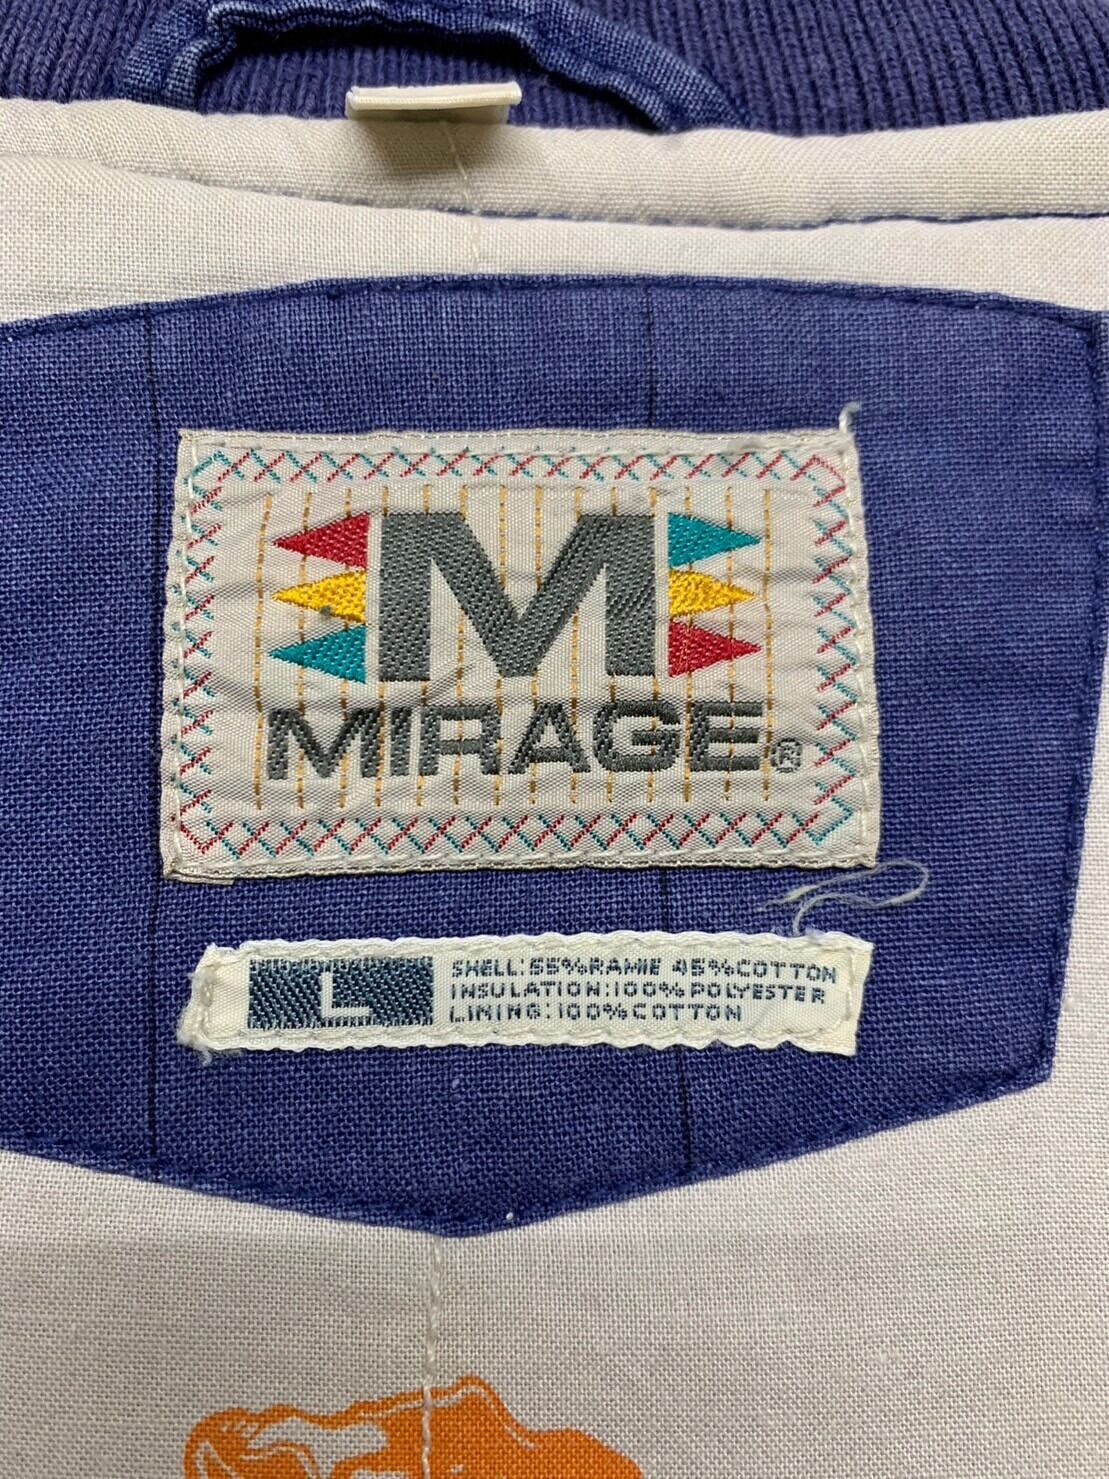 M
MIRAGE®
L
SHELL:55%RAMIE 45%COTTON
INSULATION:100%POLYESTER
LINING:100%COTTON